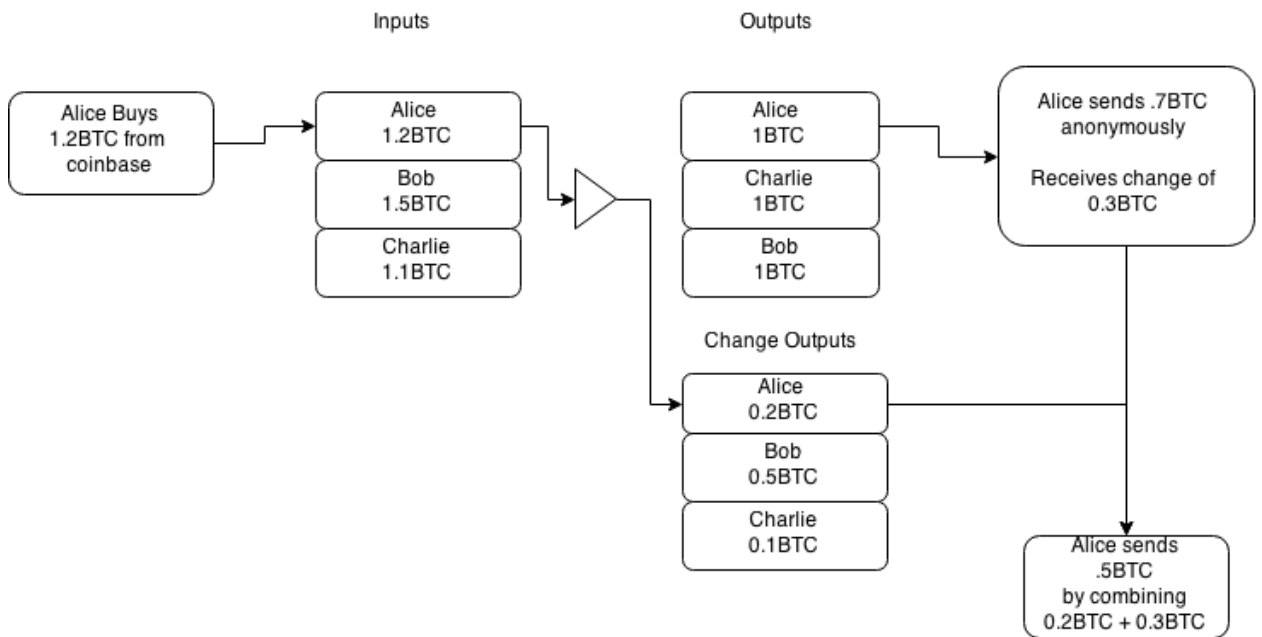 Inputs
Outputs
Alice Buys
1.2BTC from
coinbase
Alice
1.2BTC
Bob
1.5BTC
Charlie
1.1BTC
Alice
1BTC
Charlie
1BTC
Bob
1BTC
Alice sends .7BTC
anonymously
Receives change of
0.3BTC
Change Outputs
Alice
0.2BTC
Bob
0.5BTC
Charlie
0.1BTC
Alice sends
.5BTC
by combining
0.2BTC + 0.3BTC